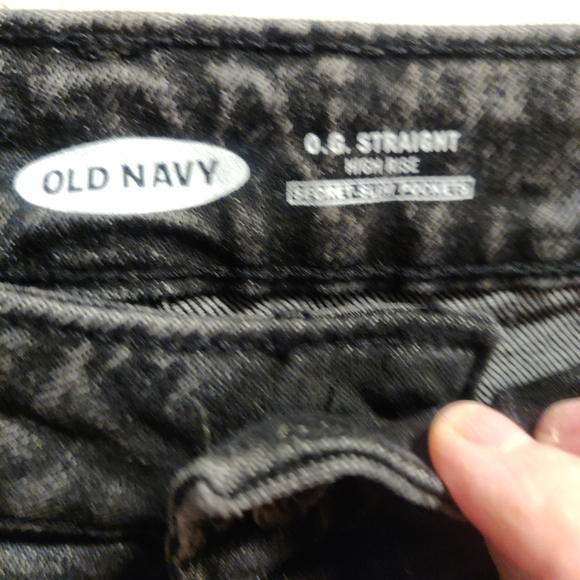 OLD NAVY
O.G. STRAIGHT
HIGH RISE
SECRET-SLIM POCKETS